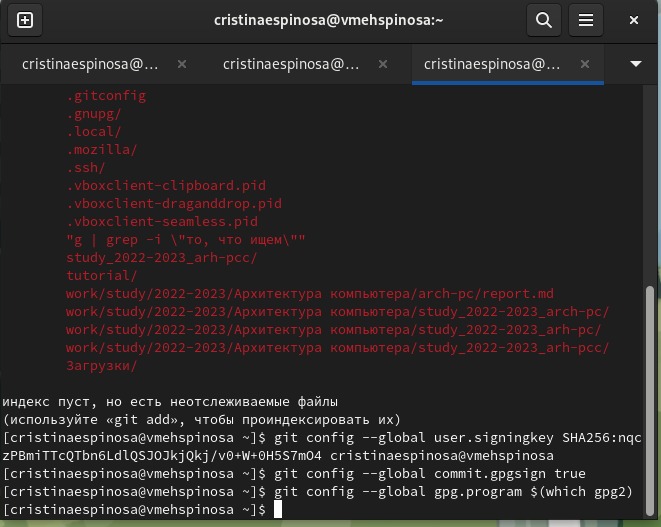 cristinaespinosa@vmehspinosa:~
cristinaespinosa@... cristinaespinosa@... cristinaespinosa@...
.gitconfig
.gnupg/
.local/
.mozilla/
.ssh/
.vboxclient-clipboard.pid
.vboxclient-draganddrop.pid
.vboxclient-seamless.pid
"g | grep -i \"то, что ищем\""
study_2022-2023_arh-pcc/
tutorial/
work/study/2022-2023/Архитектура компьютера/arch-pc/report.md
work/study/2022-2023/Архитектура компьютера/study_2022-2023_arch-pc/
work/study/2022-2023/Архитектура компьютера/study_2022-2023_arh-pc/
work/study/2022-2023/Архитектура компьютера/study_2022-2023_arh-pcc/
Загрузки/
индекс пуст, но есть неотслеживаемые файлы
(используйте «git add», чтобы проиндексировать их)
[cristinaespinosa@vmehspinosa ~]$ git config --global user.signingkey SHA256:nqc
zPBmiTTcQTbn6LdlQSJOJkjQkj/v0+W+0H5S7mO4 cristinaespinosa@vmehspinosa
[cristinaespinosa@vmehspinosa ~]$ git config --global commit.gpgsign true
[cristinaespinosa@vmehspinosa ~]$ git config --global gpg.program $(which gpg2)
[cristinaespinosa@vmehspinosa ~]$